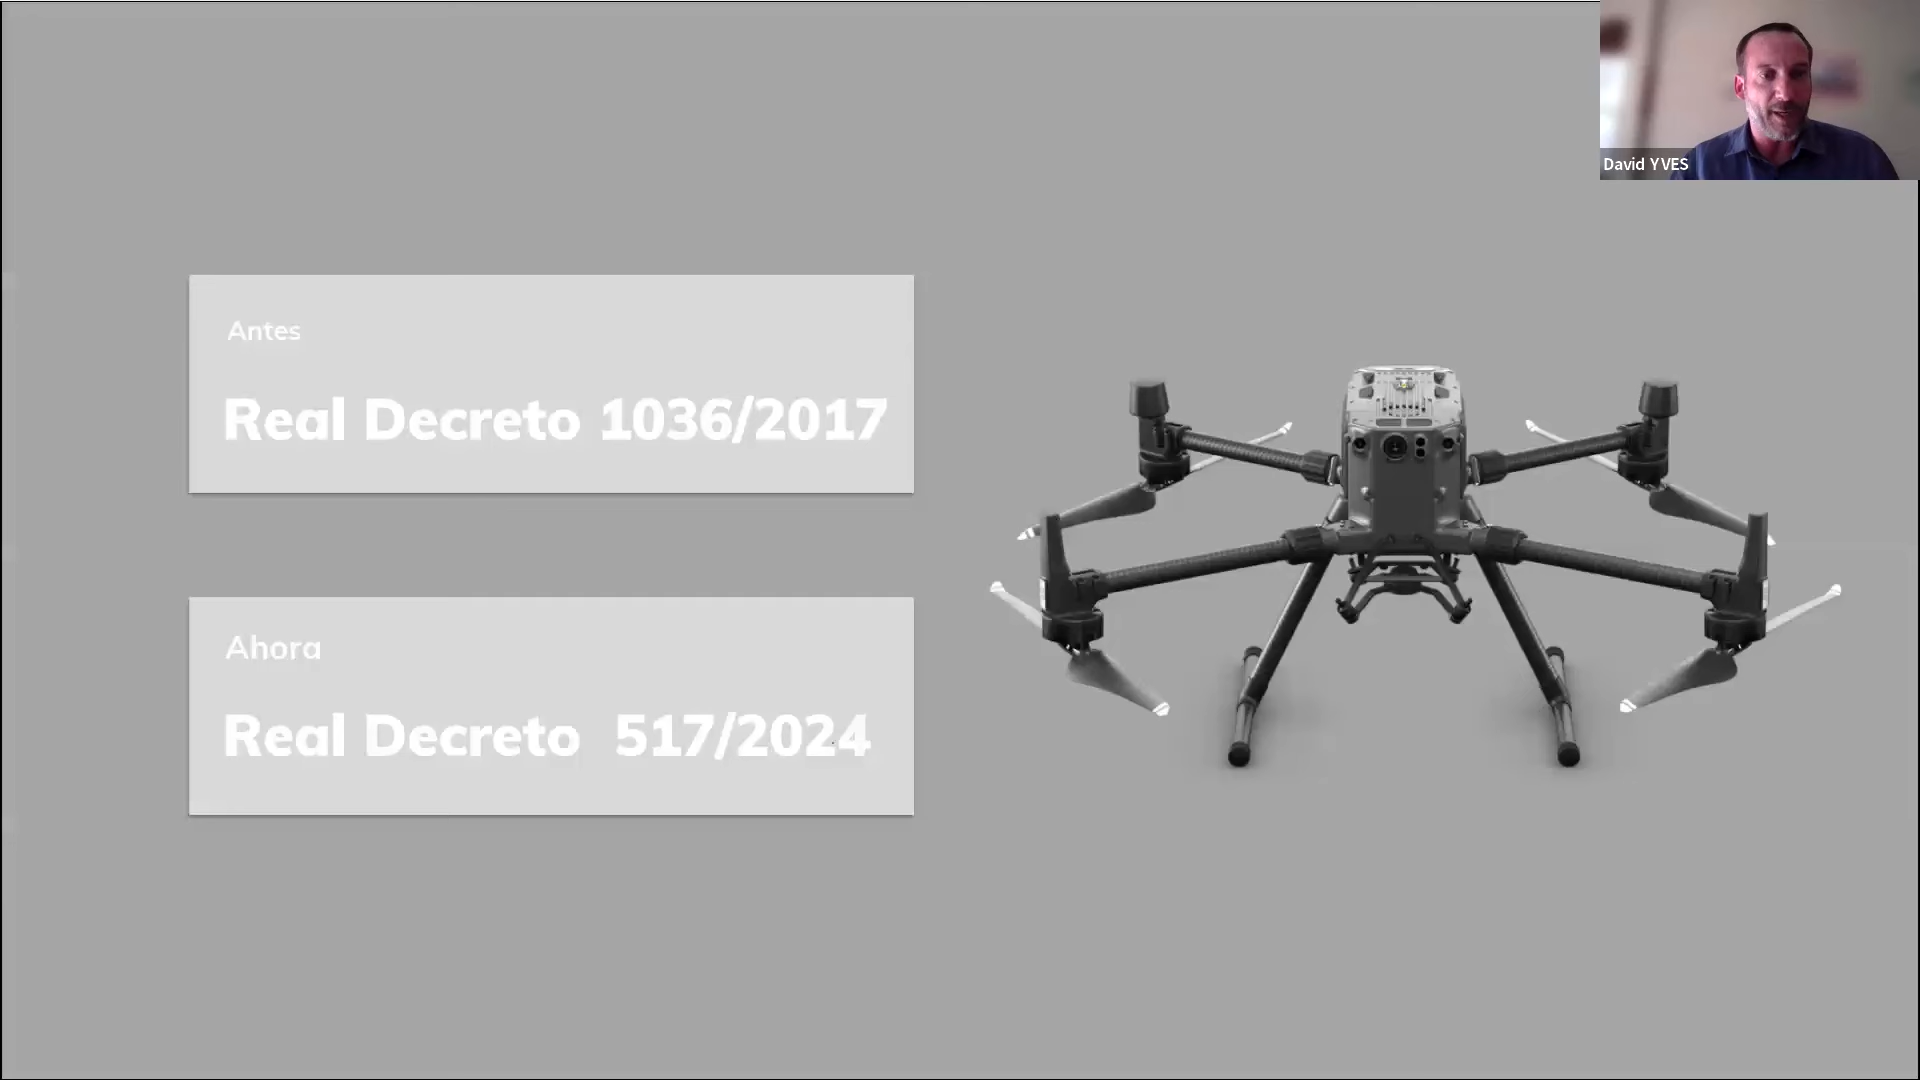 David YVES
Antes
Real Decreto 1036/2017
Ahora
Real Decreto 517/2024